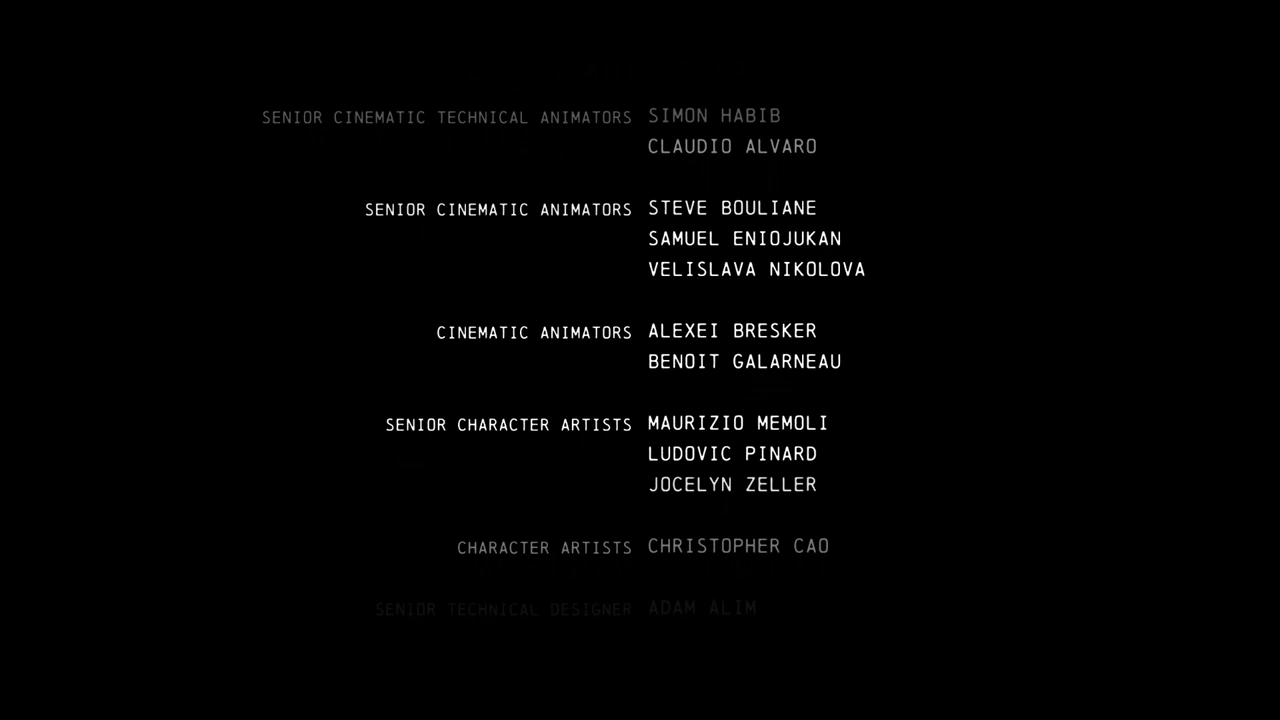 SENIOR CINEMATIC TECHNICAL ANIMATORS SIMON HABIB
CLAUDIO ALVARO
SENIOR CINEMATIC ANIMATORS STEVE BOULIANE
SAMUEL ENIOJUKAN
VELISLAVA NIKOLOVA
CINEMATIC ANIMATORS ALEXEI BRESKER
BENOIT GALARNEAU
SENIOR CHARACTER ARTISTS MAURIZIO MEMOLI
LUDOVIC PINARD
JOCELYN ZELLER
CHARACTER ARTISTS CHRISTOPHER CAO
SENIOR TECHNICAL DESIGNER ADAM ALIM